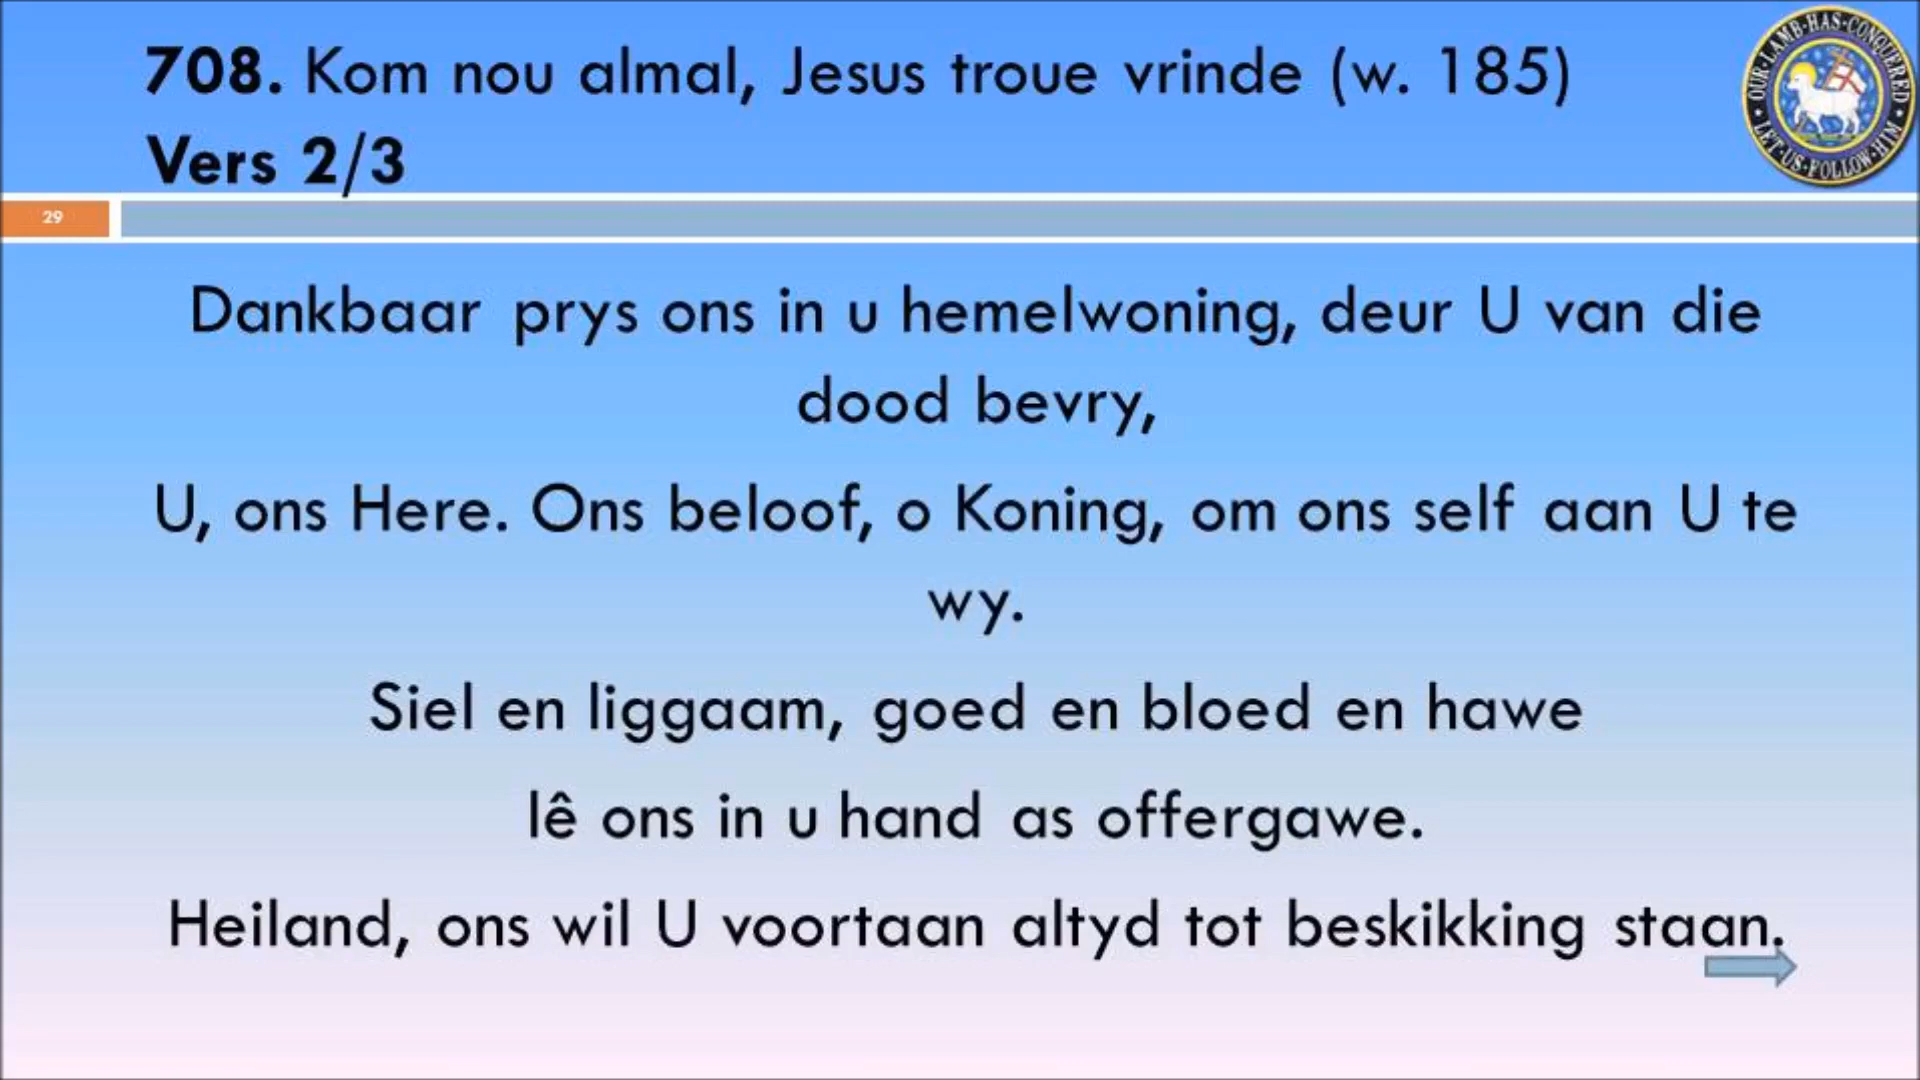 708. Kom nou almal, Jesus troue vrinde (w. 185)
Vers 2/3
OUR·LAMB·HAS·CONQUERED
LET·US·FOLLOW·HIM
29
Dankbaar prys ons in u hemelwoning, deur U van die
dood bevry,
U, ons Here. Ons beloof, o Koning, om ons self aan U te
wy.
Siel en liggaam, goed en bloed en hawe
lê ons in u hand as offergawe.
Heiland, ons wil U voortaan altyd tot beskikking staan.